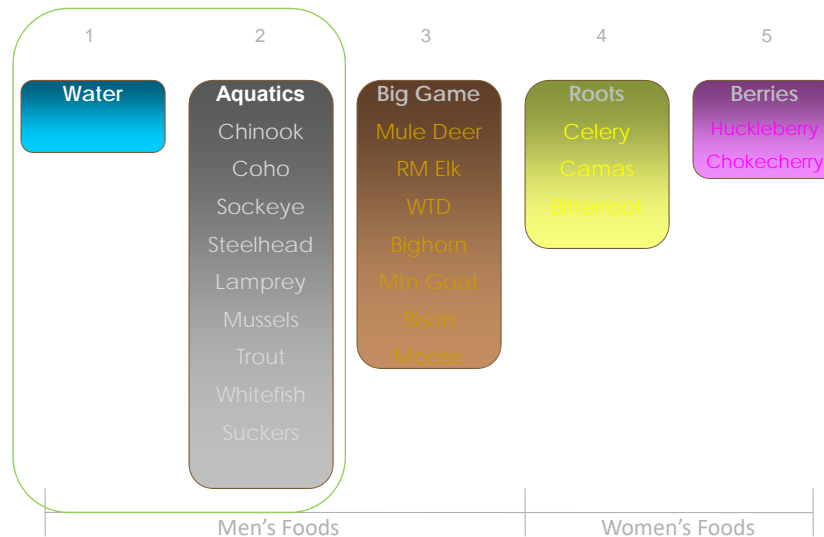 1
2
3
4
5
Water
Aquatics
Chinook
Coho
Sockeye
Steelhead
Lamprey
Mussels
Trout
Whitefish
Suckers
Big Game
Mule Deer
RM Elk
WTD
Bighorn
Mtn Goat
Bison
Moose
Roots
Celery
Camas
Bitterroot
Berries
Huckleberry
Chokecherry
Men's Foods
Women's Foods